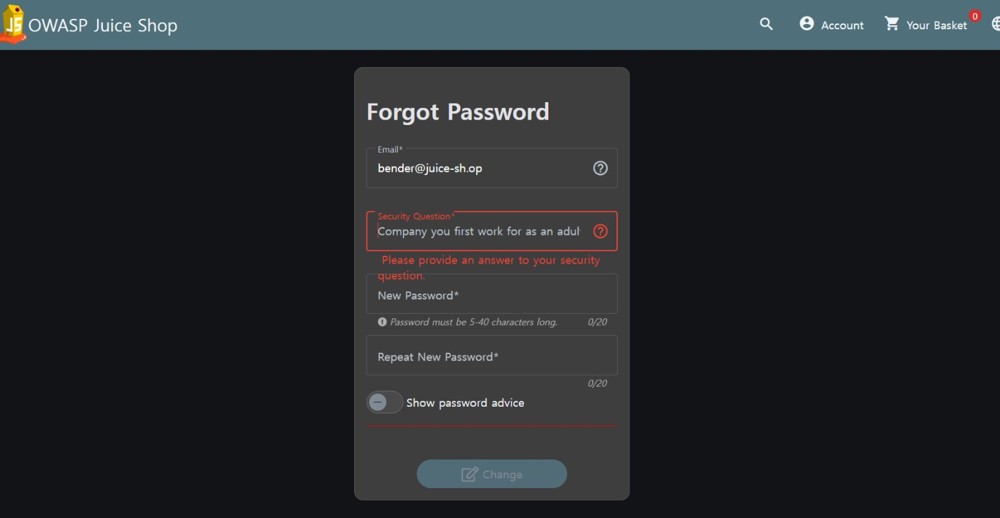 JS OWASP Juice Shop
Account
Your Basket
0
Forgot Password
Email*
bender@juice-sh.op
Security Question*
Company you first work for as an adul
Please provide an answer to your security
question.
New Password*
Password must be 5-40 characters long. 0/20
Repeat New Password*
0/20
Show password advice
Change